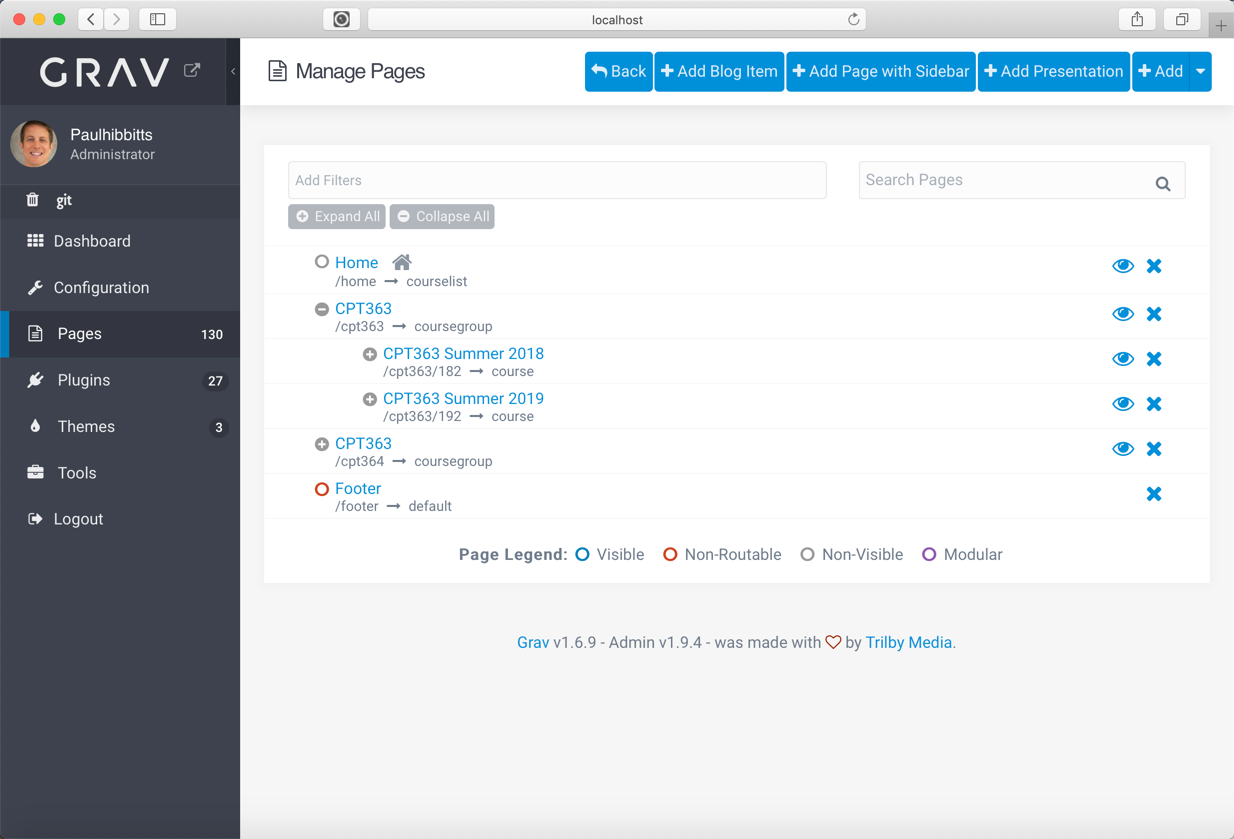 localhost
GRAV
Manage Pages
Back
Add Blog Item
Add Page with Sidebar
Add Presentation
Add
Paulhibbitts
Administrator
git
Dashboard
Configuration
Pages 130
Plugins 27
Themes 3
Tools
Logout
Add Filters
Search Pages
Expand All
Collapse All
Home
/home → courselist
CPT363
/cpt363 → coursegroup
CPT363 Summer 2018
/cpt363/182 → course
CPT363 Summer 2019
/cpt363/192 → course
CPT363
/cpt364 → coursegroup
Footer
/footer → default
Page Legend: Visible Non-Routable Non-Visible Modular
Grav v1.6.9 - Admin v1.9.4 - was made with ♡ by Trilby Media.